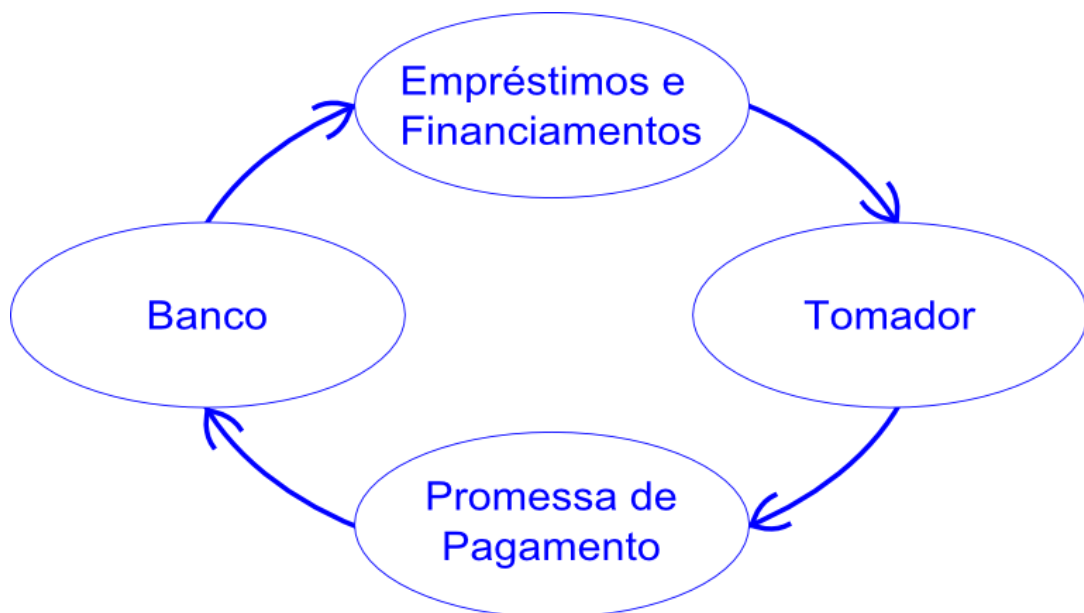 Empréstimos e
Financiamentos
Banco
Tomador
Promessa de
Pagamento